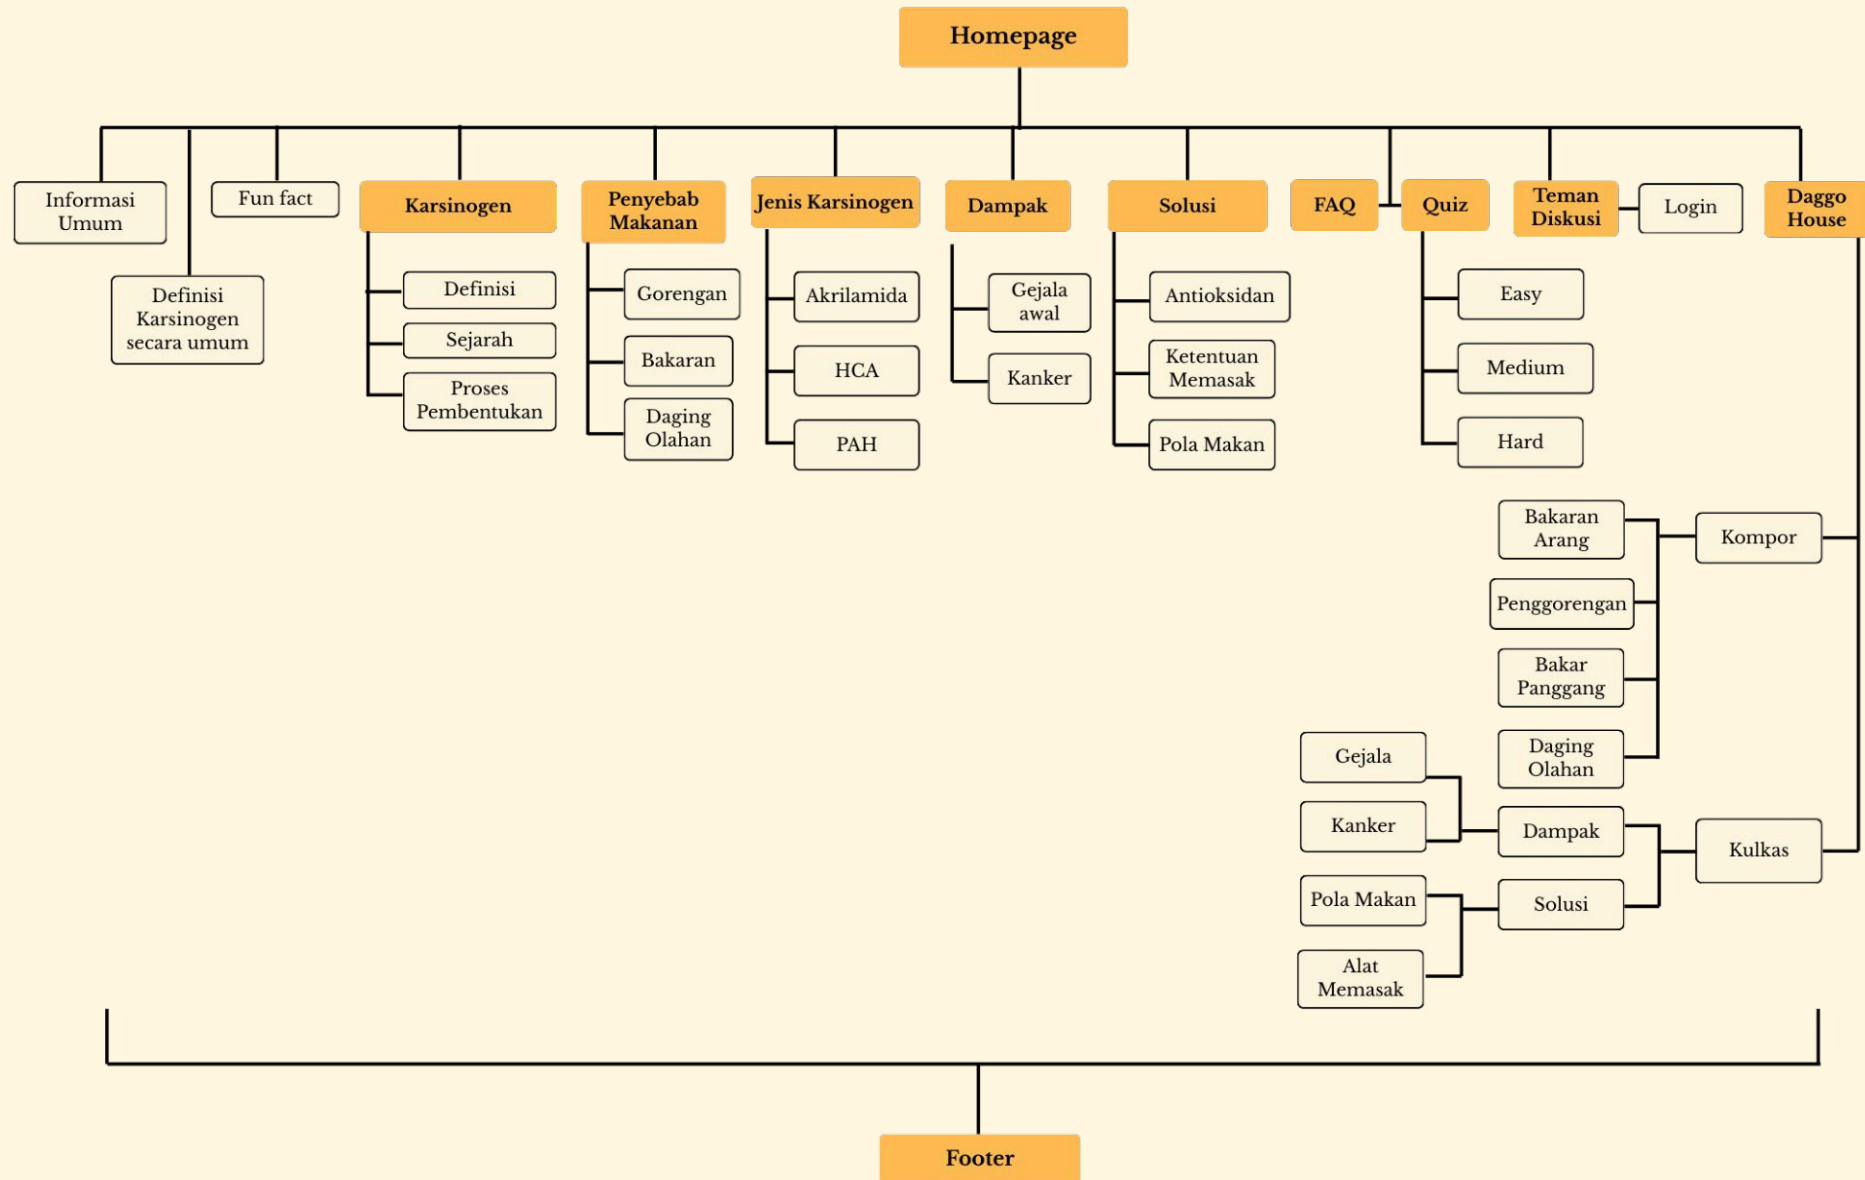 Homepage
Informasi
Umum
Definisi
Karsinogen
secara umum
Fun fact
Karsinogen
Definisi
Sejarah
Proses
Pembentukan
Penyebab
Makanan
Gorengan
Bakaran
Daging
Olahan
Jenis Karsinogen
Akrilamida
HCA
PAH
Dampak
Gejala
awal
Kanker
Solusi
Antioksidan
Ketentuan
Memasak
Pola Makan
FAQ
Quiz
Easy
Medium
Hard
Teman
Diskusi
Login
Daggo
House
Kompor
Bakaran
Arang
Penggorengan
Bakar
Panggang
Daging
Olahan
Kulkas
Dampak
Gejala
Kanker
Solusi
Pola Makan
Alat
Memasak
Footer